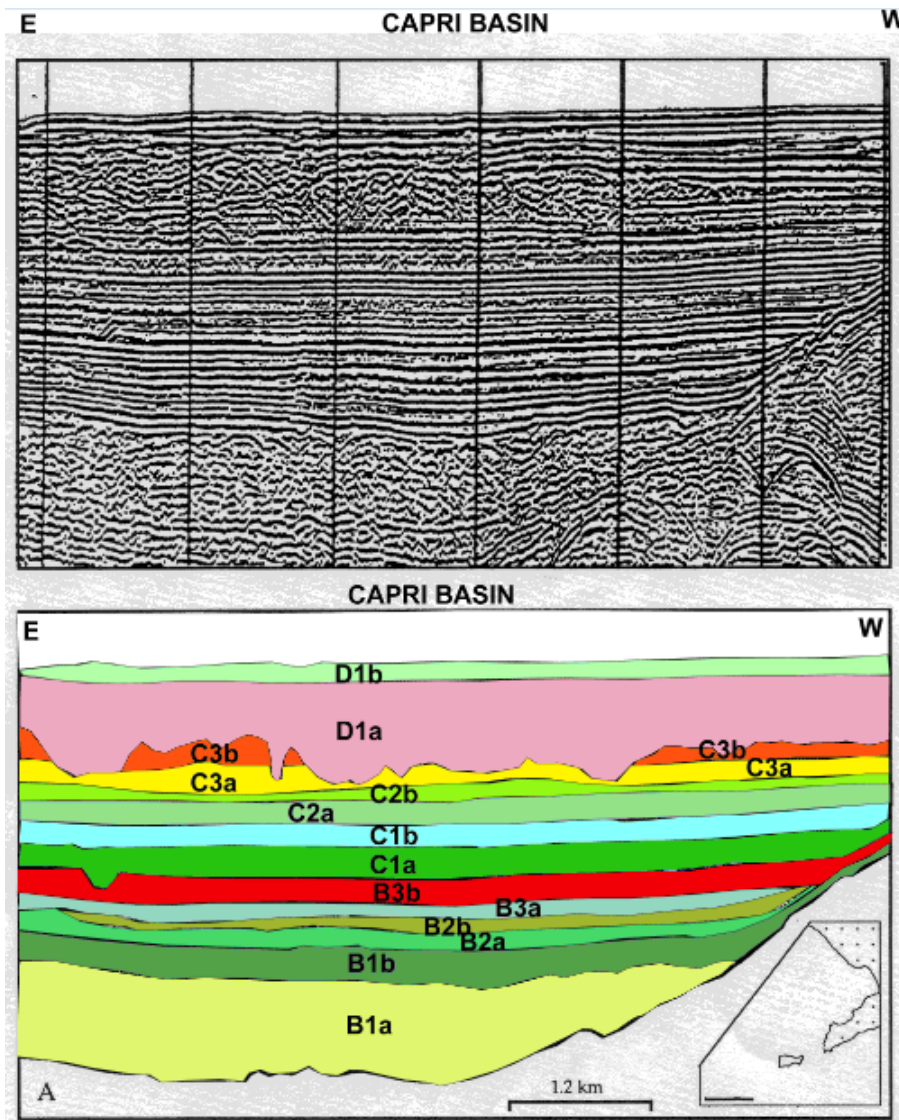 CAPRI BASIN
E W
CAPRI BASIN
E W
D1b
D1a
C3b C3b
C3a C3a
C2b
C2a
C1b
C1a
B3b
B3a
B2b
B2a
B1b
B1a
A 1.2 km